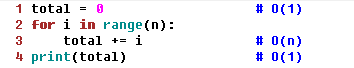 1 total = 0 # O(1)
2 for i in range(n):
3     total += i # O(n)
4 print(total) # O(1)